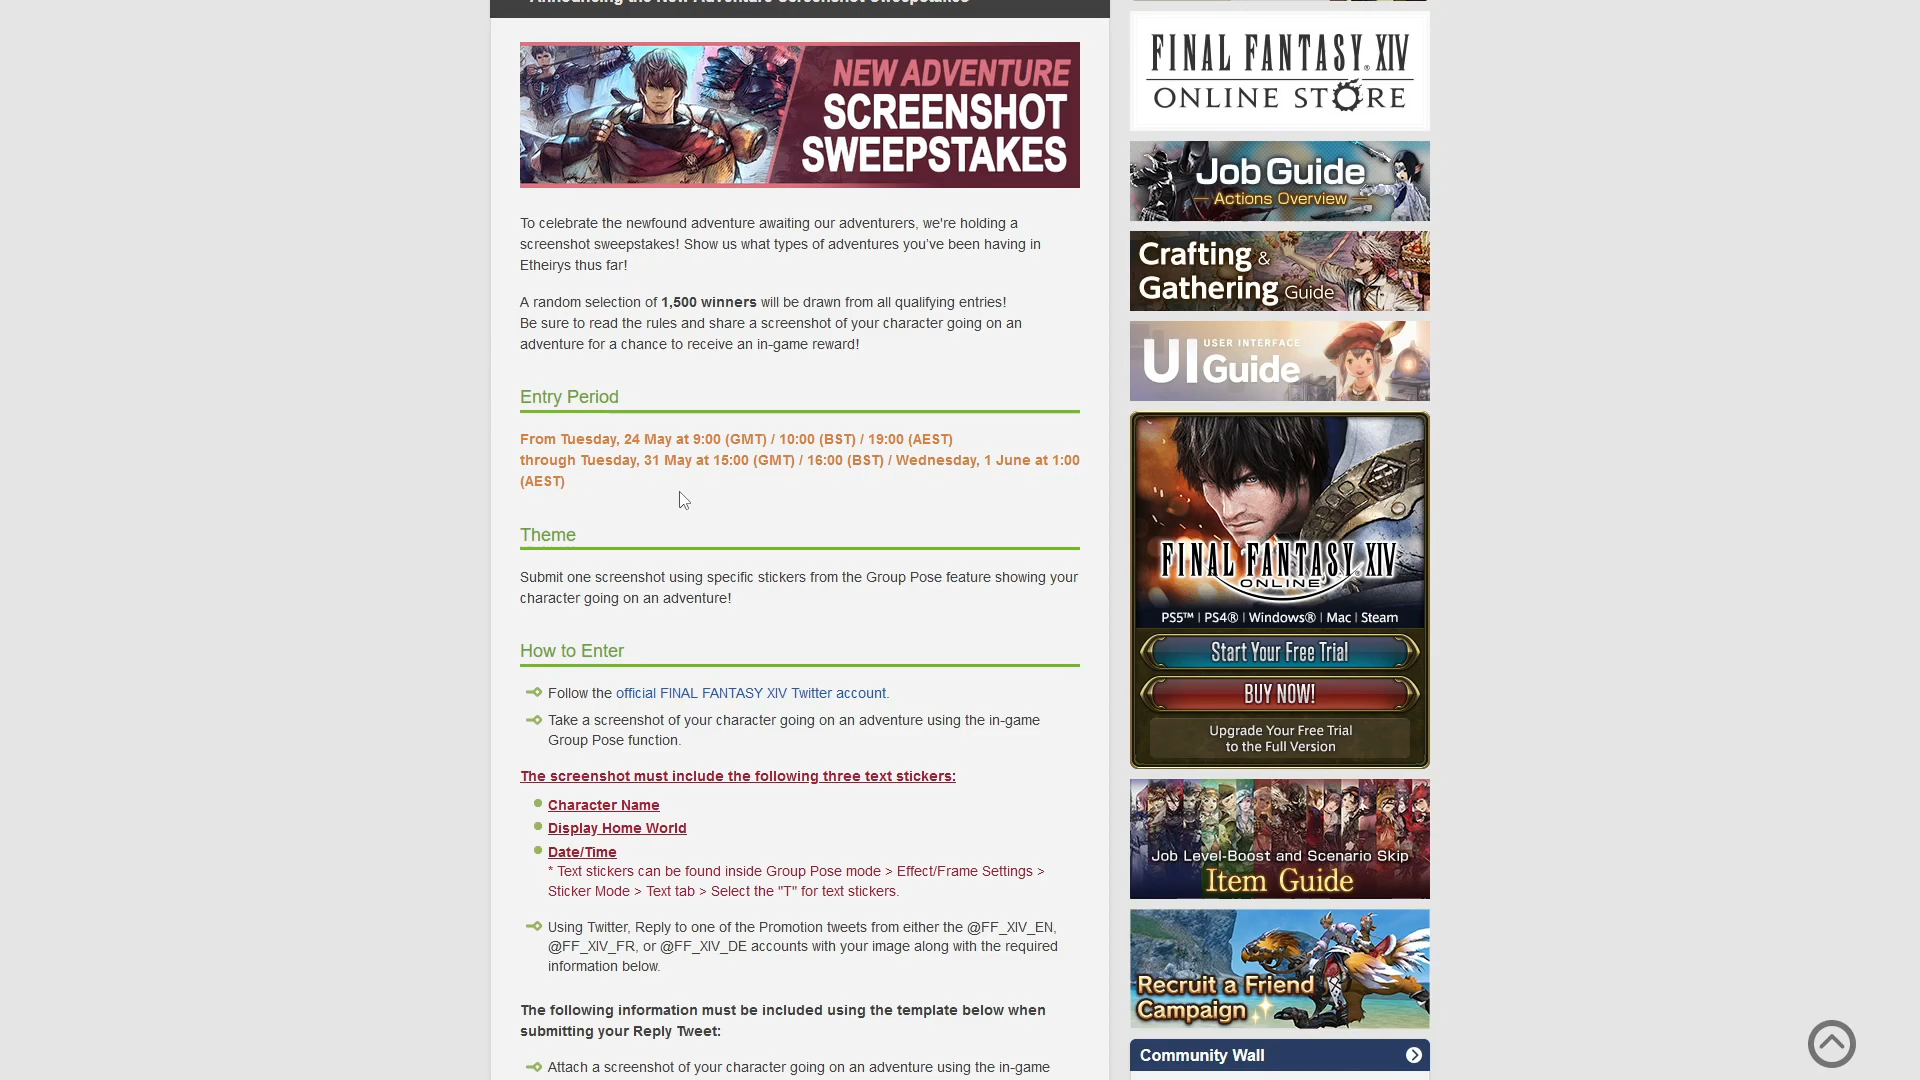 Announcing the New Adventure Screenshot Sweepstakes
NEW ADVENTURE
SCREENSHOT
SWEEPSTAKES
To celebrate the newfound adventure awaiting our adventurers, we're holding a
screenshot sweepstakes! Show us what types of adventures you’ve been having in
Etheirys thus far!
A random selection of 1,500 winners will be drawn from all qualifying entries!
Be sure to read the rules and share a screenshot of your character going on an
adventure for a chance to receive an in-game reward!
Entry Period
From Tuesday, 24 May at 9:00 (GMT) / 10:00 (BST) / 19:00 (AEST)
through Tuesday, 31 May at 15:00 (GMT) / 16:00 (BST) / Wednesday, 1 June at 1:00
(AEST)
Theme
Submit one screenshot using specific stickers from the Group Pose feature showing your
character going on an adventure!
How to Enter
Follow the official FINAL FANTASY XIV Twitter account.
Take a screenshot of your character going on an adventure using the in-game
Group Pose function.
The screenshot must include the following three text stickers:
Character Name
Display Home World
Date/Time
* Text stickers can be found inside Group Pose mode > Effect/Frame Settings >
Sticker Mode > Text tab > Select the "T" for text stickers.
Using Twitter, Reply to one of the Promotion tweets from either the @FF_XIV_EN,
@FF_XIV_FR, or @FF_XIV_DE accounts with your image along with the required
information below.
The following information must be included using the template below when
submitting your Reply Tweet:
Attach a screenshot of your character going on an adventure using the in-game
FINAL FANTASY® XIV
ONLINE STORE
Job Guide
— Actions Overview —
Crafting &
Gathering Guide
UI USER INTERFACE
Guide
FINAL FANTASY® XIV
ONLINE
PS5™ | PS4® | Windows® | Mac | Steam
Start Your Free Trial
BUY NOW!
Upgrade Your Free Trial
to the Full Version
Job Level-Boost and Scenario Skip
Item Guide
Recruit a Friend
Campaign
Community Wall